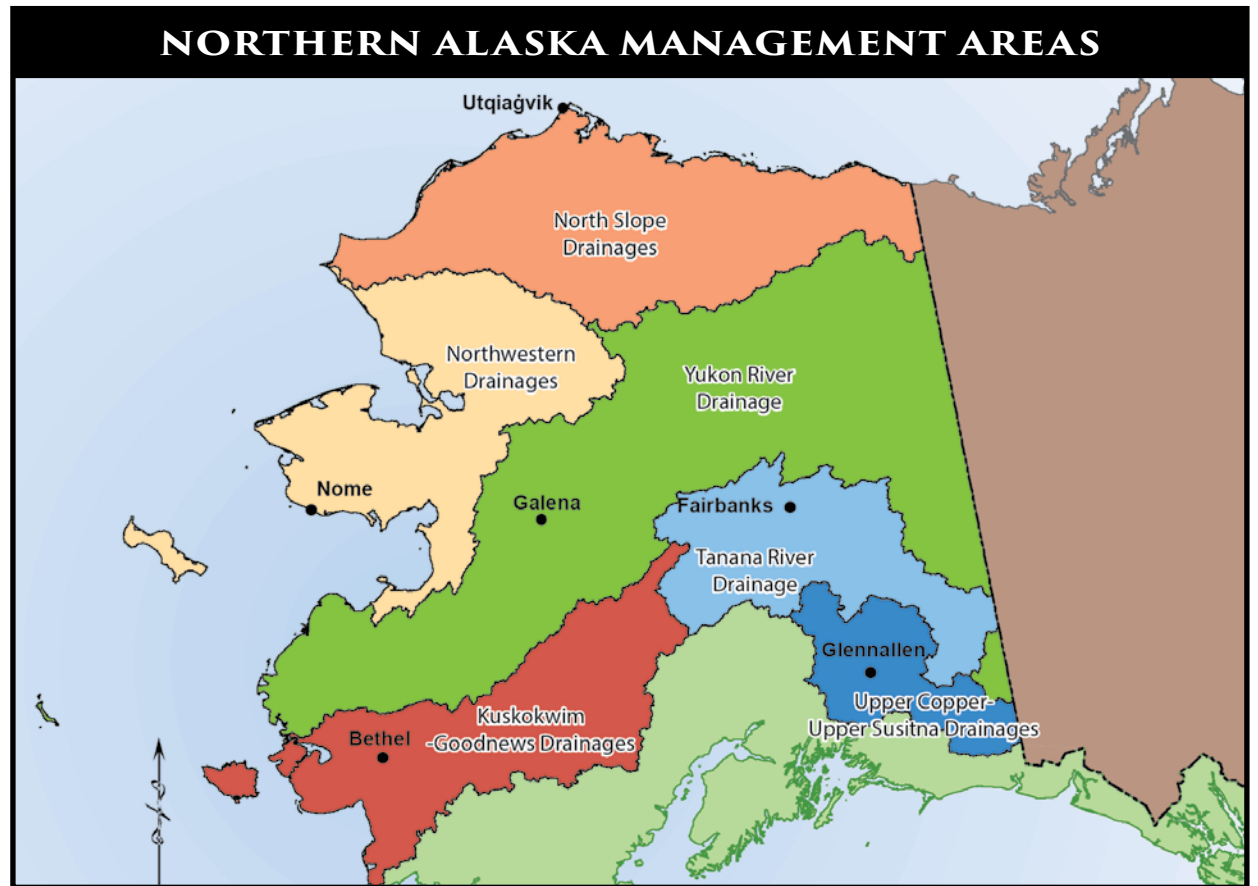 NORTHERN ALASKA MANAGEMENT AREAS
Utqiaġvik
North Slope
Drainages
Northwestern
Drainages
Yukon River
Drainage
Nome
Galena
Fairbanks
Tanana River
Drainage
Glennallen
Upper Copper-
Upper Susitna Drainages
Kuskokwim
-Goodnews Drainages
Bethel